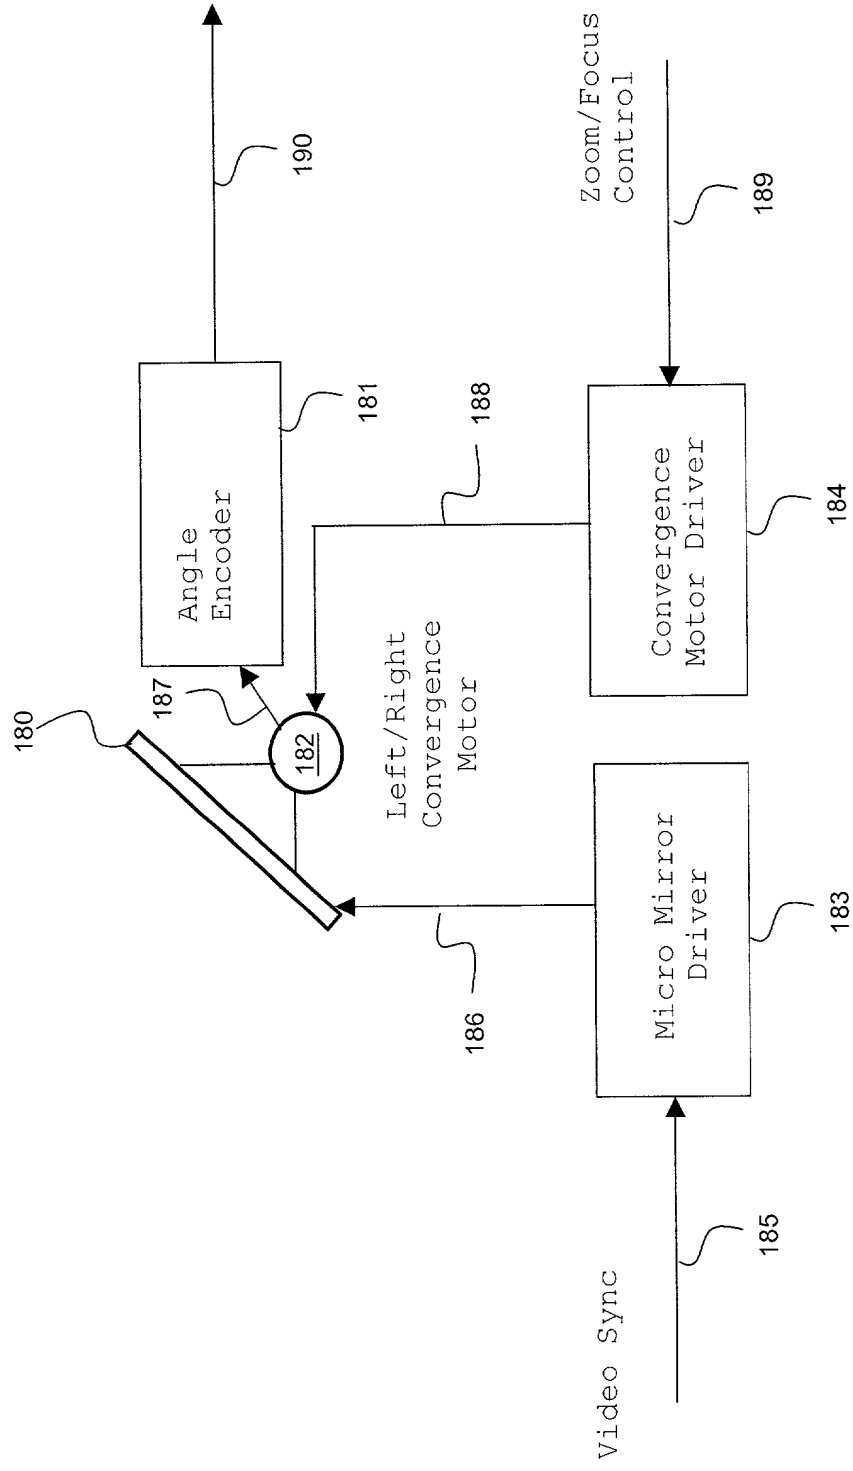 180
187
182
Angle
Encoder
181
190
Left/Right
Convergence
Motor
186
188
Micro Mirror
Driver
183
Convergence
Motor Driver
184
Video Sync
185
Zoom/Focus
Control
189